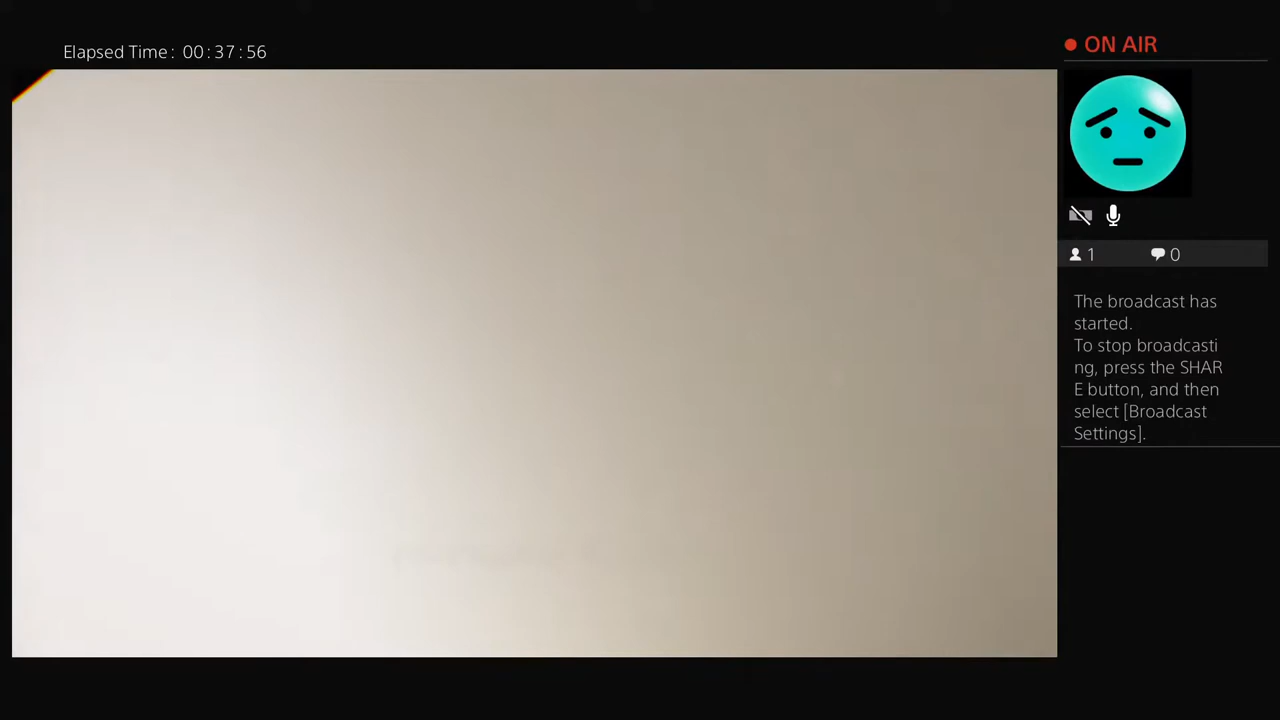 Elapsed Time: 00:37:56
ON AIR
1 0
The broadcast has
started.
To stop broadcasti
ng, press the SHAR
E button, and then
select [Broadcast
Settings].